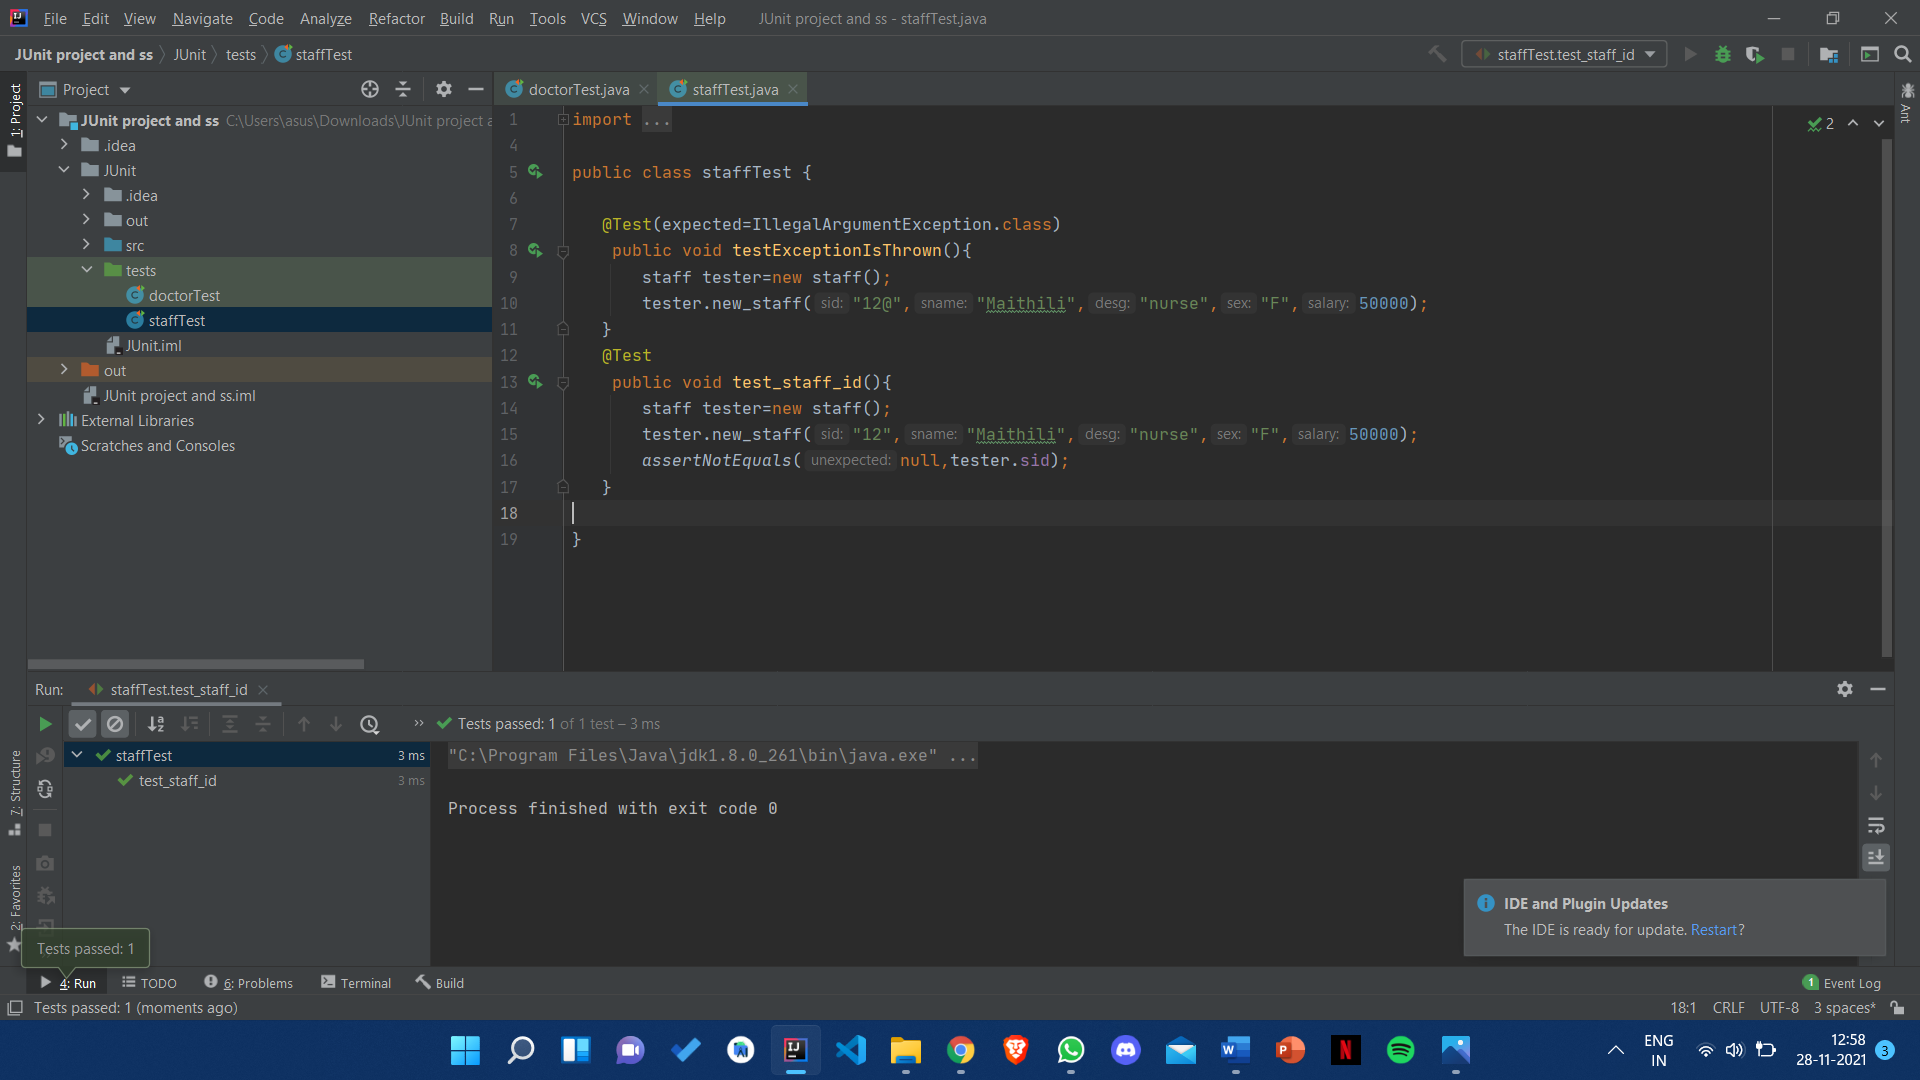 File Edit View Navigate Code Analyze Refactor Build Run Tools VCS Window Help JUnit project and ss - staffTest.java
JUnit project and ss JUnit tests staffTest staffTest.test_staff_id
1: Project
Project
JUnit project and ss C:\Users\asus\Downloads\JUnit project a
.idea
JUnit
.idea
out
src
tests
doctorTest
staffTest
JUnit.iml
out
JUnit project and ss.iml
External Libraries
Scratches and Consoles
doctorTest.java staffTest.java
2
Ant
1 import ...
4
5 public class staffTest {
6
7 @Test(expected=IllegalArgumentException.class)
8 public void testExceptionIsThrown(){
9 staff tester=new staff();
10 tester.new_staff( sid: "12@", sname: "Maithili", desg: "nurse", sex: "F", salary: 50000);
11 }
12 @Test
13 public void test_staff_id(){
14 staff tester=new staff();
15 tester.new_staff( sid: "12", sname: "Maithili", desg: "nurse", sex: "F", salary: 50000);
16 assertNotEquals( unexpected: null,tester.sid);
17 }
18
19 }
Run: staffTest.test_staff_id
Tests passed: 1 of 1 test – 3 ms
staffTest 3 ms
test_staff_id 3 ms
"C:\Program Files\Java\jdk1.8.0_261\bin\java.exe" ...
Process finished with exit code 0
7: Structure
2: Favorites
Tests passed: 1
IDE and Plugin Updates
The IDE is ready for update. Restart?
4: Run TODO 6: Problems Terminal Build 1 Event Log
Tests passed: 1 (moments ago) 18:1 CRLF UTF-8 3 spaces*
ENG
IN
12:58
28-11-2021
3